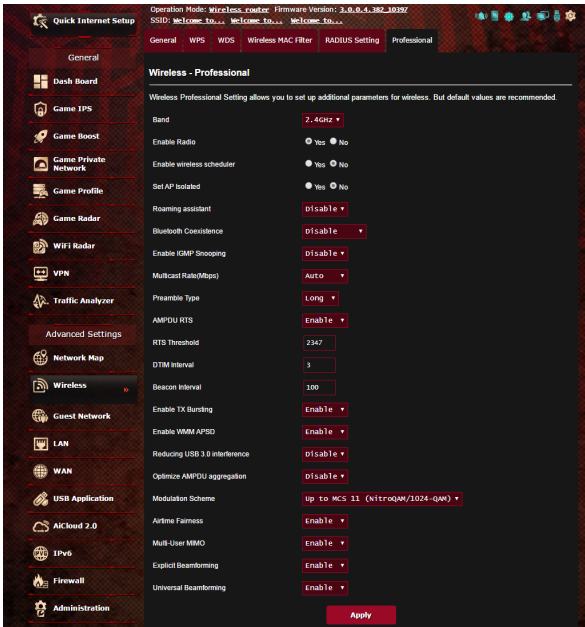 Quick Internet Setup
General
Dash Board
Game IPS
Game Boost
Game Private
Network
Game Profile
Game Radar
WiFi Radar
VPN
Traffic Analyzer
Advanced Settings
Network Map
Wireless
Guest Network
LAN
WAN
USB Application
AiCloud 2.0
IPv6
Firewall
Administration
Operation Mode: Wireless router Firmware Version: 3.0.0.4.382_10397
SSID: Welcome to... Welcome to... Welcome to...
General WPS WDS Wireless MAC Filter RADIUS Setting Professional
Wireless - Professional
Wireless Professional Setting allows you to set up additional parameters for wireless. But default values are recommended.
Band 2.4GHz
Enable Radio Yes No
Enable wireless scheduler Yes No
Set AP Isolated Yes No
Roaming assistant Disable
Bluetooth Coexistence Disable
Enable IGMP Snooping Disable
Multicast Rate(Mbps) Auto
Preamble Type Long
AMPDU RTS Enable
RTS Threshold 2347
DTIM Interval 3
Beacon Interval 100
Enable TX Bursting Enable
Enable WMM APSD Enable
Reducing USB 3.0 interference Disable
Optimize AMPDU aggregation Disable
Modulation Scheme Up to MCS 11 (NitroQAM/1024-QAM)
Airtime Fairness Enable
Multi-User MIMO Enable
Explicit Beamforming Enable
Universal Beamforming Enable
Apply